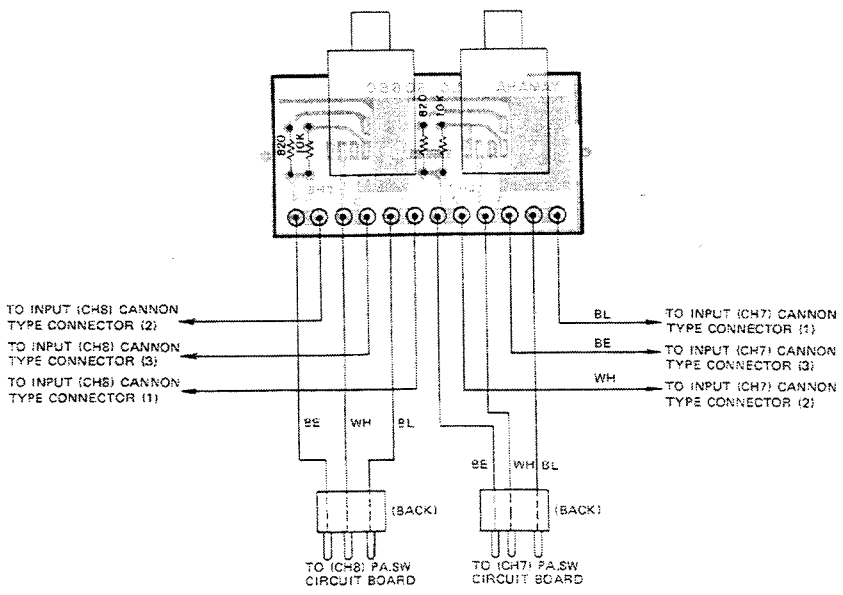 820
10K
820
10K
TO INPUT (CH8) CANNON
TYPE CONNECTOR (2)
TO INPUT (CH8) CANNON
TYPE CONNECTOR (3)
TO INPUT (CH8) CANNON
TYPE CONNECTOR (1)
BL
TO INPUT (CH7) CANNON
TYPE CONNECTOR (1)
BE
TO INPUT (CH7) CANNON
TYPE CONNECTOR (3)
WH
TO INPUT (CH7) CANNON
TYPE CONNECTOR (2)
BE WH BL
BE WH BL
(BACK)
(BACK)
TO (CH8) PA.SW
CIRCUIT BOARD
TO (CH7) PA.SW
CIRCUIT BOARD